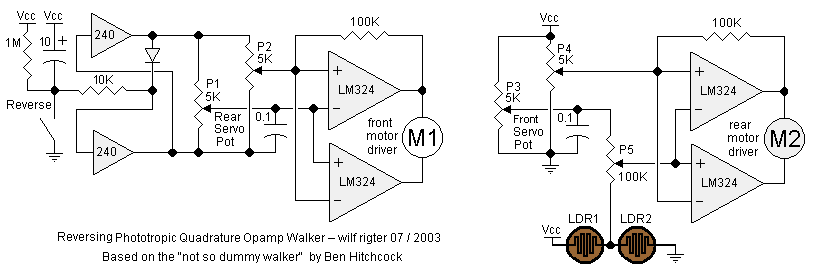 Vcc
Vcc
1M
10
+
240
10K
Reverse
240
P2
5K
P1
5K
Rear
Servo
Pot
0.1
100K
+
−
LM324
front
motor
driver
M1
+
−
LM324
Vcc
P4
5K
P3
5K
Front
Servo
Pot
0.1
P5
100K
100K
+
−
LM324
rear
motor
driver
M2
+
−
LM324
Vcc
LDR1
LDR2
Reversing Phototropic Quadrature Opamp Walker – wilf rigter 07 / 2003
Based on the "not so dummy walker" by Ben Hitchcock